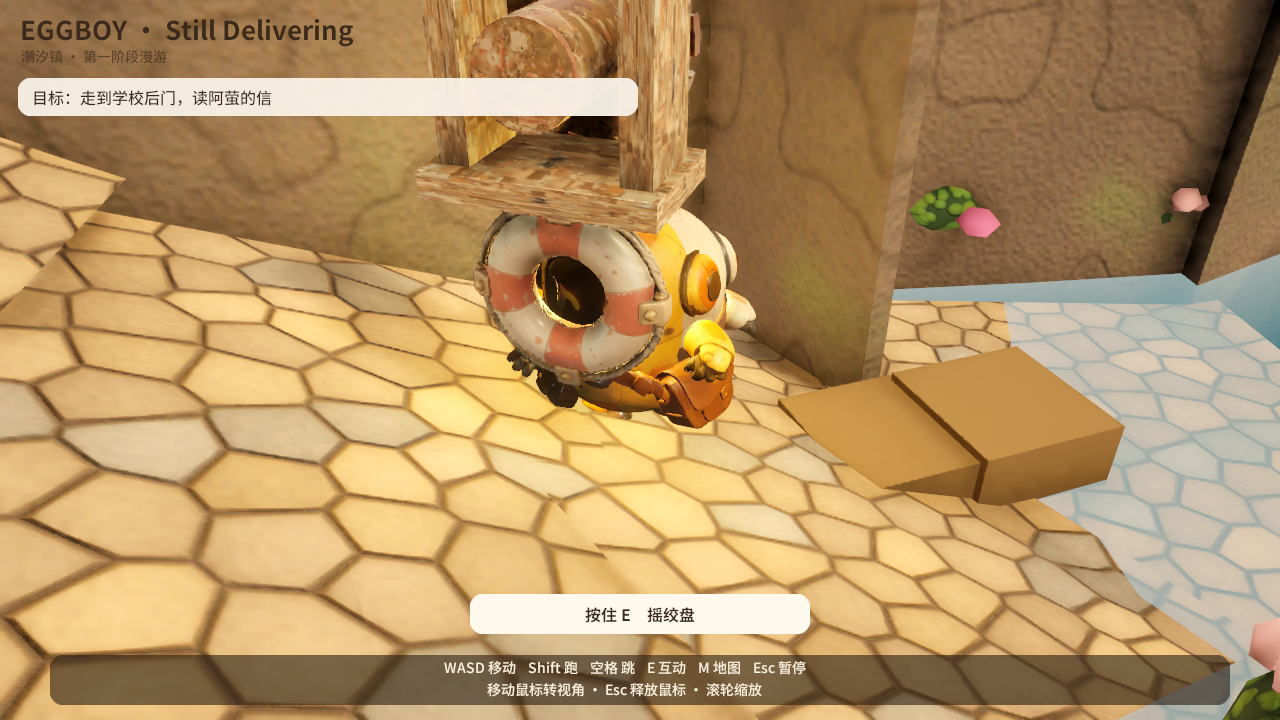 EGGBOY · Still Delivering
潮汐镇 · 第一阶段漫游
目标：走到学校后门，读阿萤的信
按住 E 摇绞盘
WASD 移动 Shift 跑 空格 跳 E 互动 M 地图 Esc 暂停
移动鼠标转视角 · Esc 释放鼠标 · 滚轮缩放